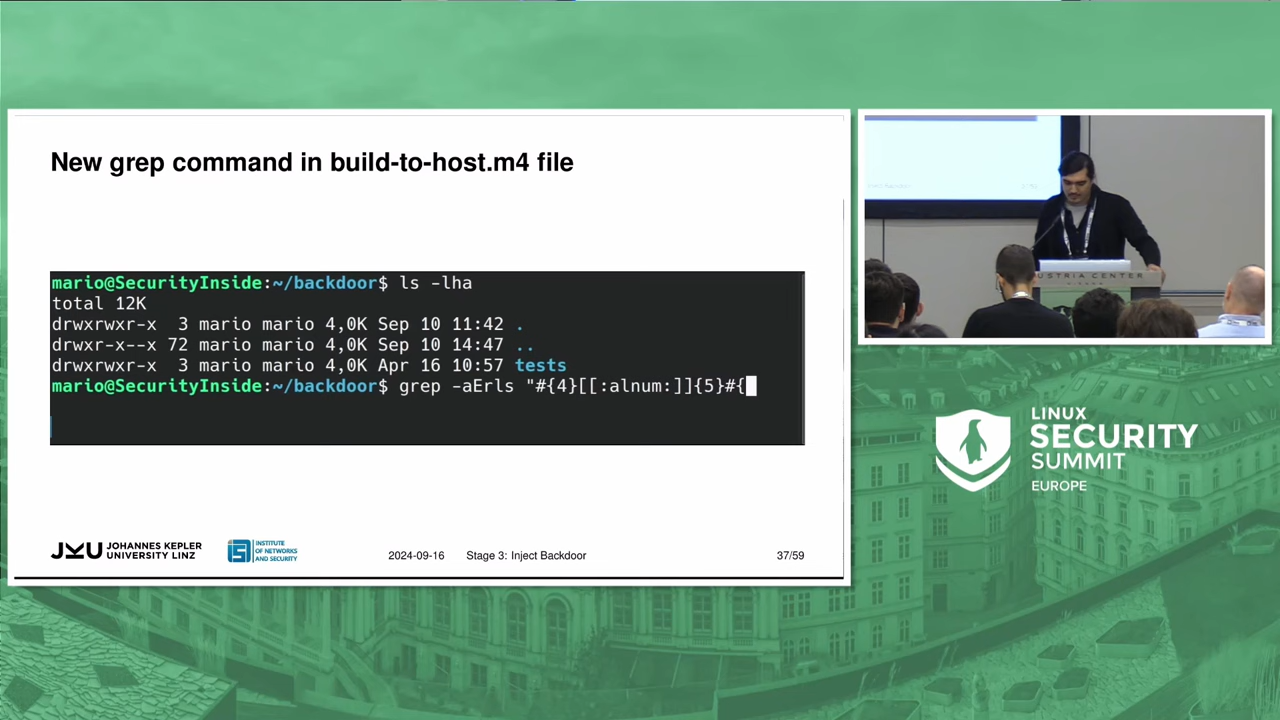 New grep command in build-to-host.m4 file
mario@SecurityInside:~/backdoor$ ls -lha
total 12K
drwxrwxr-x  3 mario mario 4,0K Sep 10 11:42 .
drwxr-x--x 72 mario mario 4,0K Sep 10 14:47 ..
drwxrwxr-x  3 mario mario 4,0K Apr 16 10:57 tests
mario@SecurityInside:~/backdoor$ grep -aErls "#{4}[[:alnum:]]{5}#{
JKU JOHANNES KEPLER
UNIVERSITY LINZ
INSTITUTE
OF NETWORKS
AND SECURITY
2024-09-16
Stage 3: Inject Backdoor
37/59
USTRIA CENTER
LINUX
SECURITY
SUMMIT
EUROPE